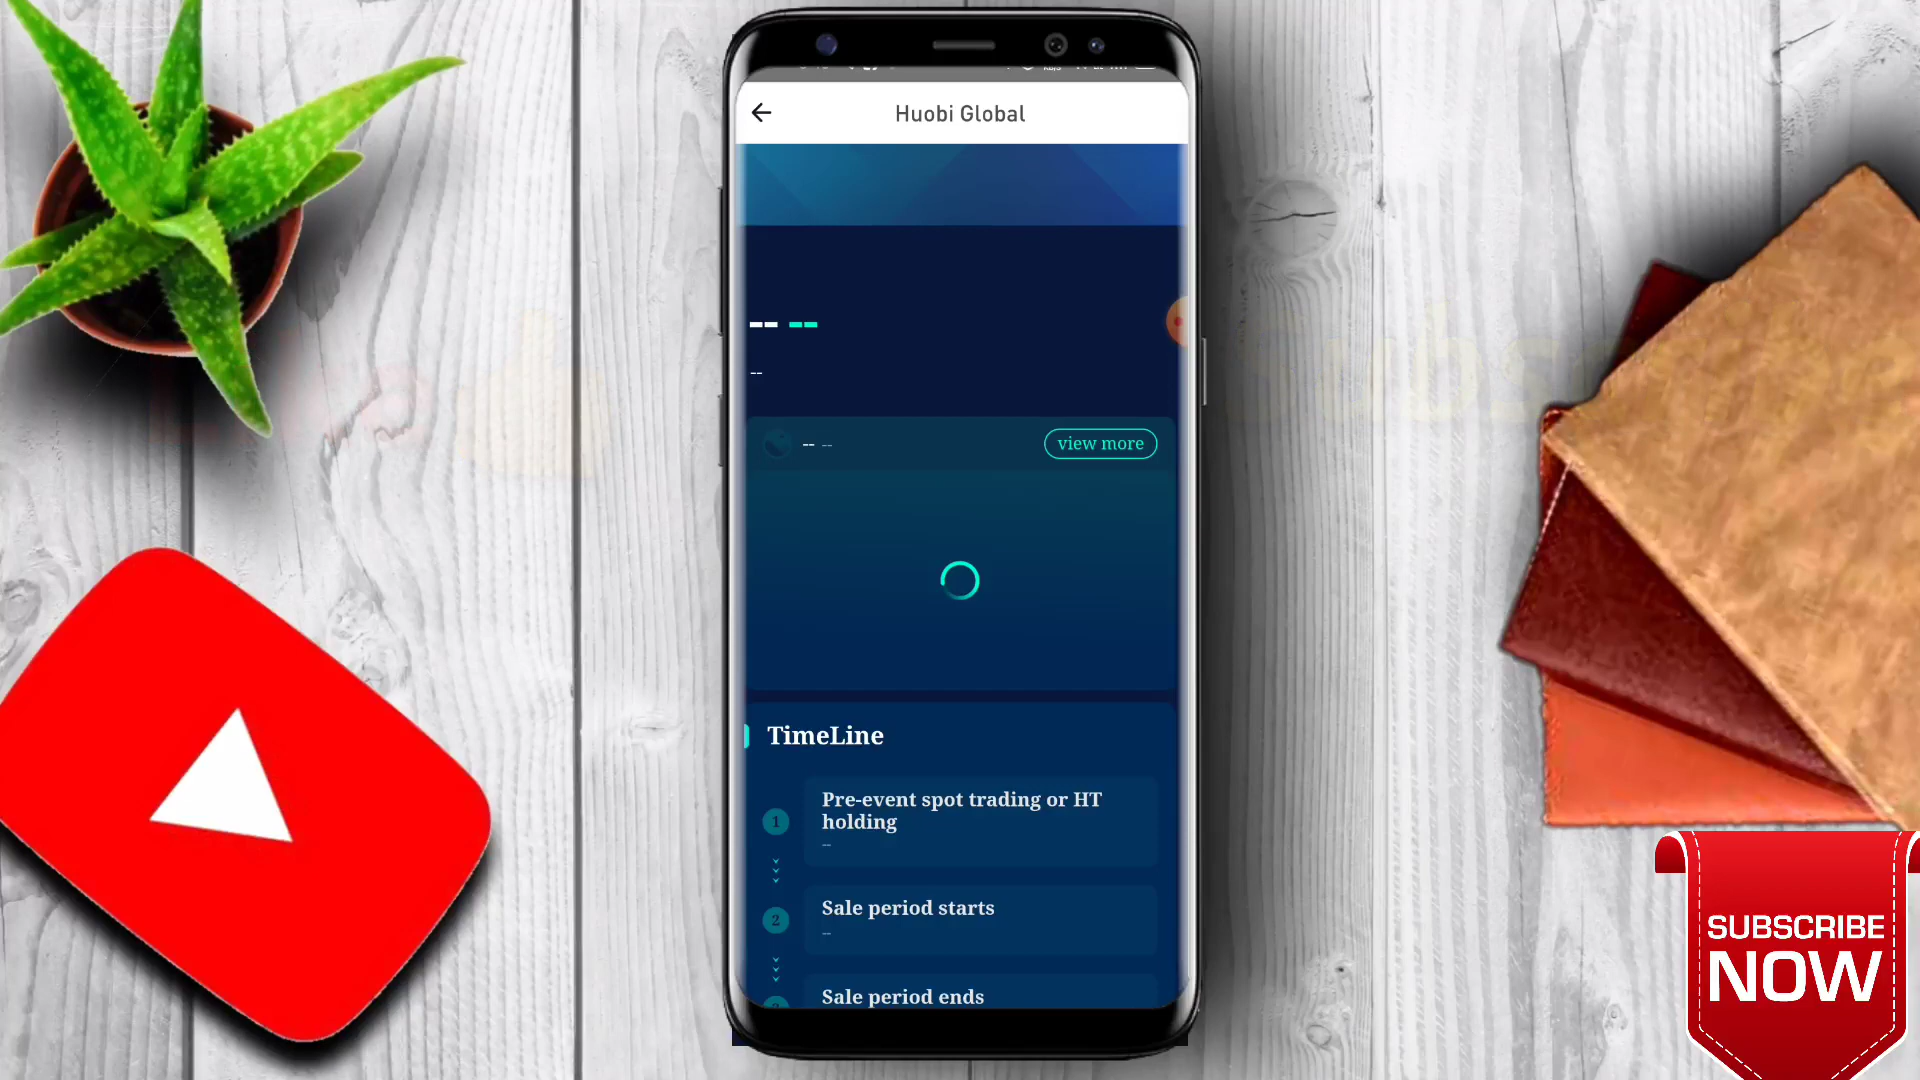 Huobi Global
-- --
--
-- --
view more
TimeLine
1
Pre-event spot trading or HT
holding
--
2
Sale period starts
--
Sale period ends
SUBSCRIBE
NOW